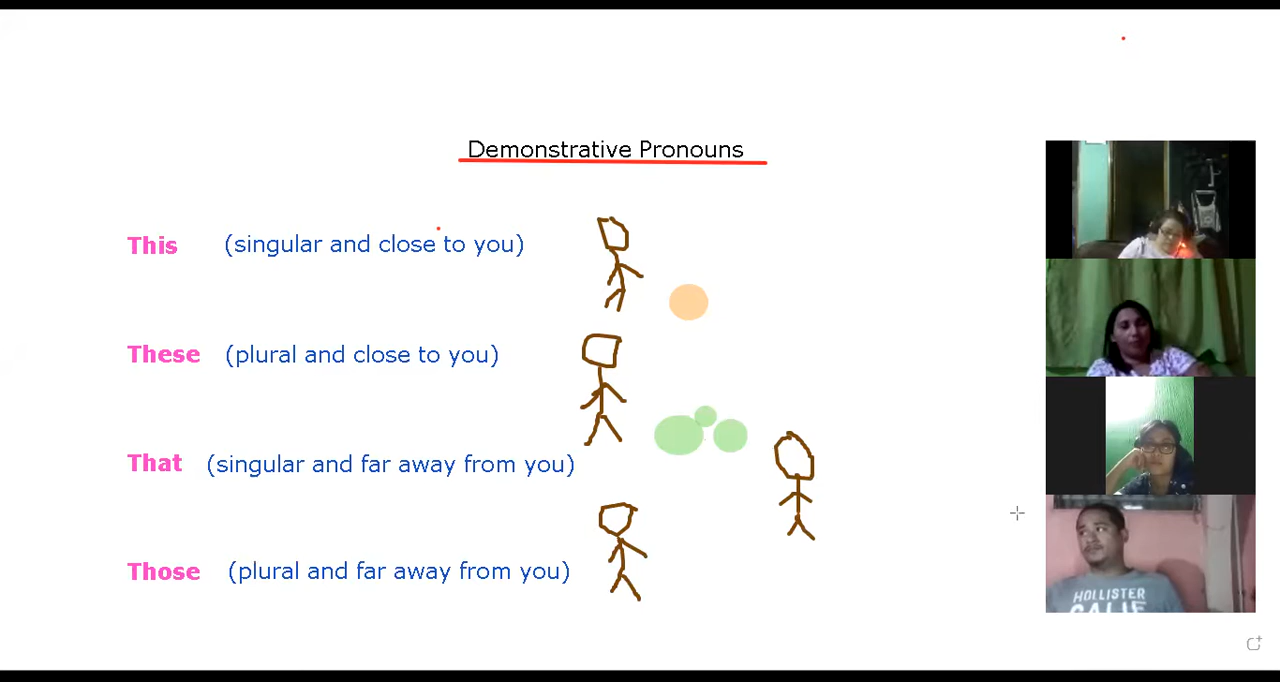 Demonstrative Pronouns
This (singular and close to you)
These (plural and close to you)
That (singular and far away from you)
Those (plural and far away from you)
HOLLISTER
CALIF